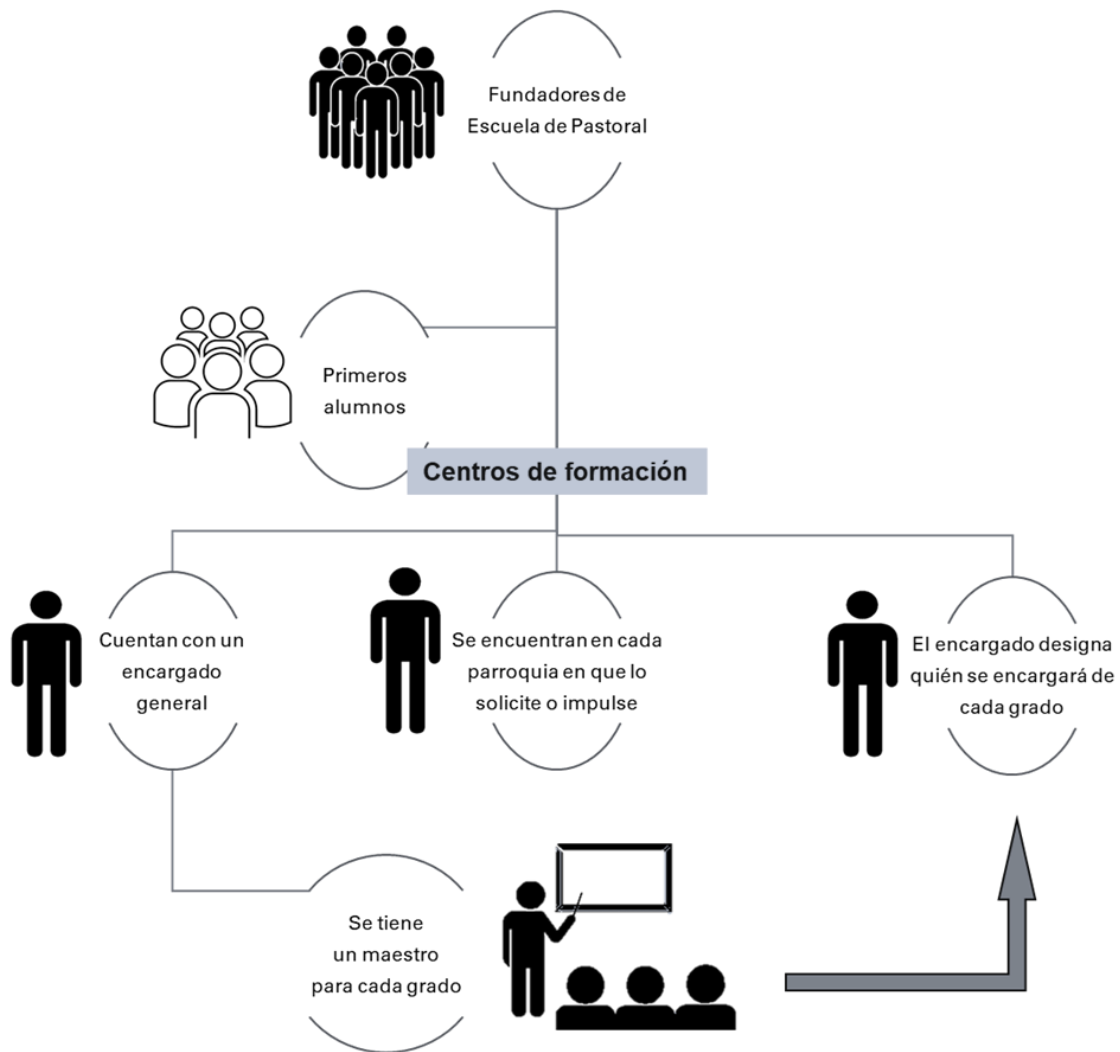 Fundadores de
Escuela de Pastoral
Primeros
alumnos
Centros de formación
Cuentan con un
encargado
general
Se encuentran en cada
parroquia en que lo
solicite o impulse
El encargado designa
quién se encargará de
cada grado
Se tiene
un maestro
para cada grado